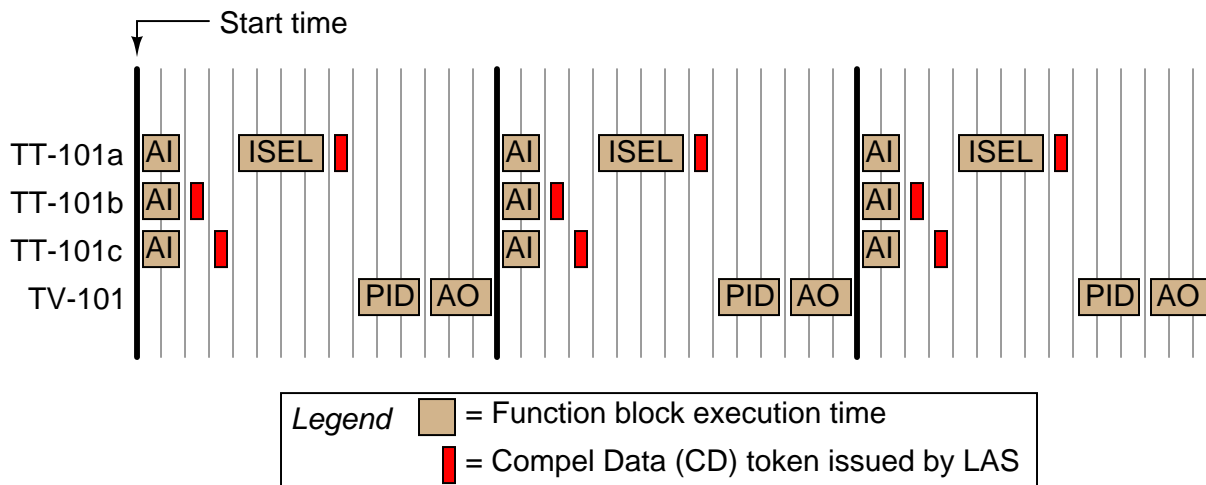 Start time
TT-101a AI ISEL AI ISEL AI ISEL
TT-101b AI AI AI
TT-101c AI AI AI
TV-101 PID AO PID AO PID AO
Legend = Function block execution time
= Compel Data (CD) token issued by LAS